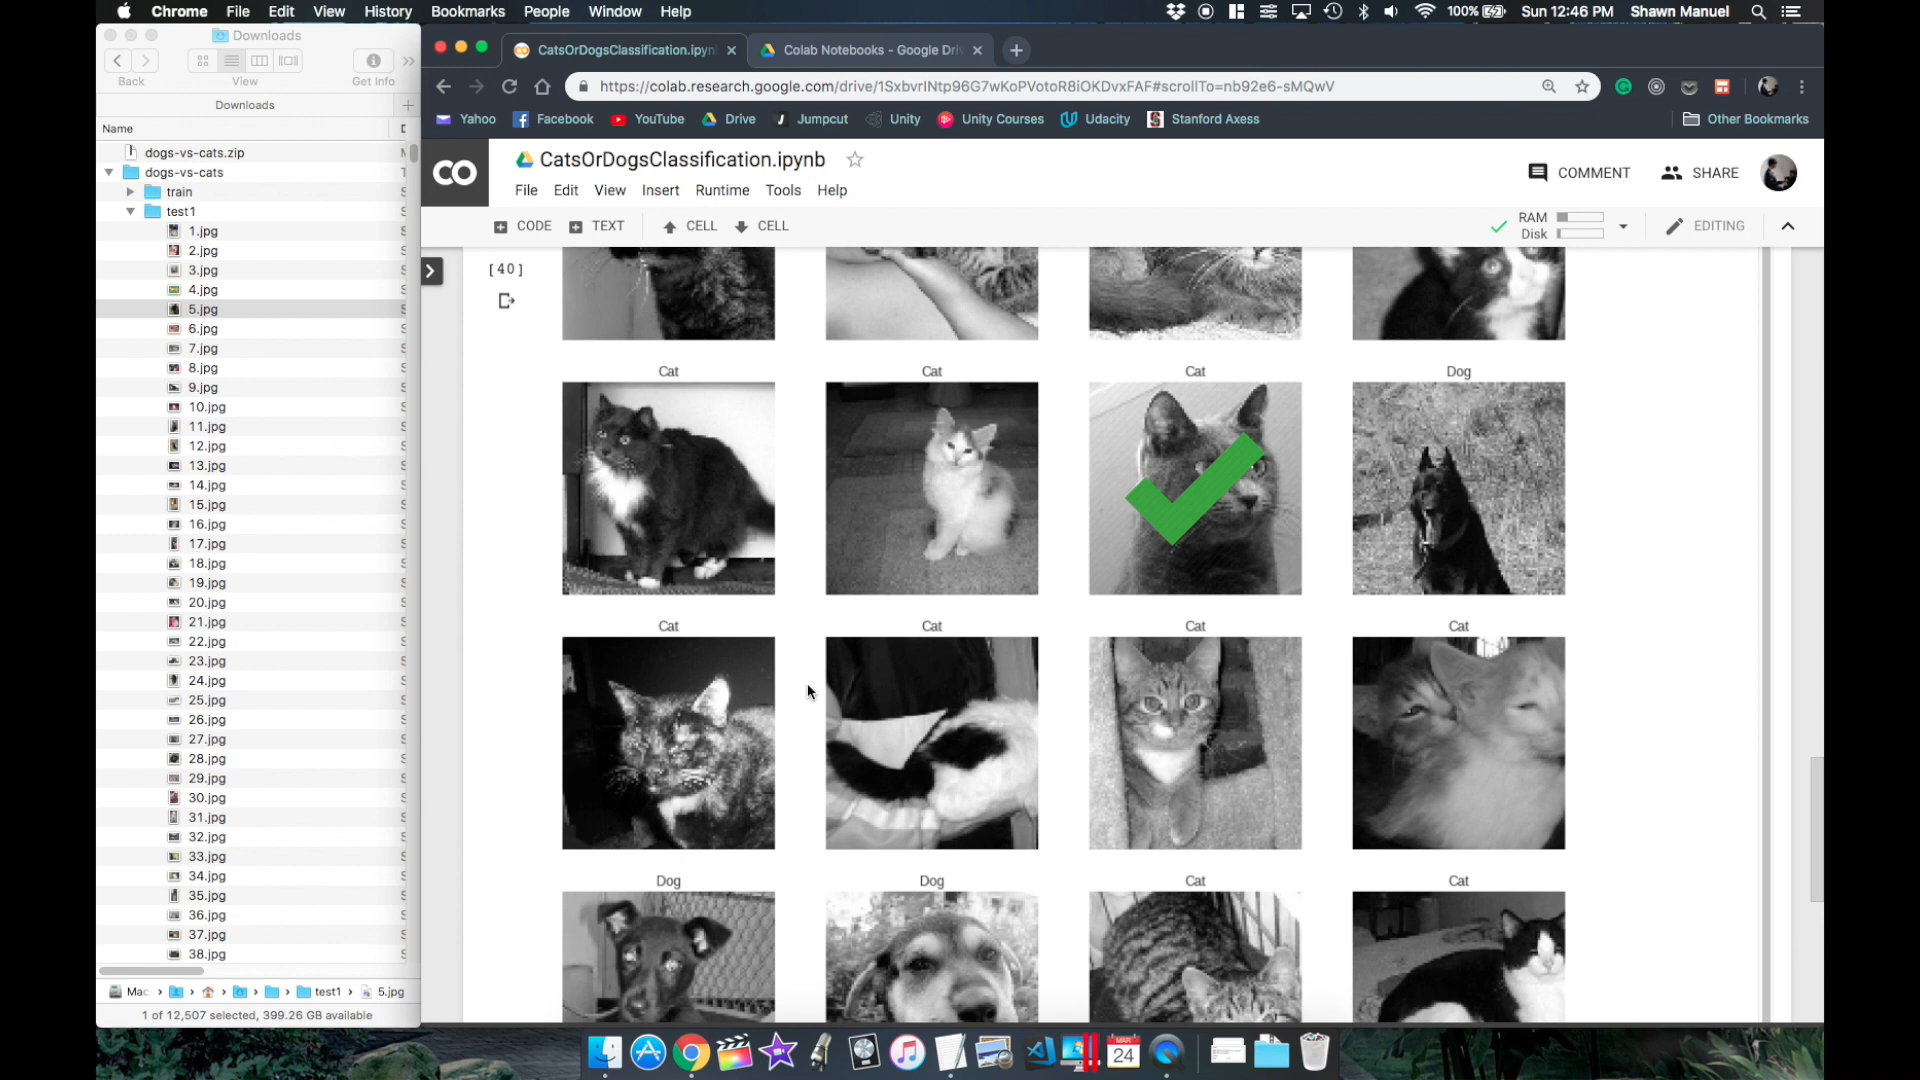 Chrome File Edit View History Bookmarks People Window Help
100% Sun 12:46 PM Shawn Manuel
Downloads
Back View Get Info
Downloads
Name
dogs-vs-cats.zip
dogs-vs-cats
train
test1
1.jpg
2.jpg
3.jpg
4.jpg
5.jpg
6.jpg
7.jpg
8.jpg
9.jpg
10.jpg
11.jpg
12.jpg
13.jpg
14.jpg
15.jpg
16.jpg
17.jpg
18.jpg
19.jpg
20.jpg
21.jpg
22.jpg
23.jpg
24.jpg
25.jpg
26.jpg
27.jpg
28.jpg
29.jpg
30.jpg
31.jpg
32.jpg
33.jpg
34.jpg
35.jpg
36.jpg
37.jpg
38.jpg
Mac test1 5.jpg
1 of 12,507 selected, 399.26 GB available
CatsOrDogsClassification.ipyn Colab Notebooks - Google Dri
https://colab.research.google.com/drive/1SxbvrINtp96G7wKoPVotoR8iOKDvxFAF#scrollTo=nb92e6-sMQwV
Yahoo Facebook YouTube Drive Jumpcut Unity Unity Courses Udacity Stanford Axess Other Bookmarks
CO CatsOrDogsClassification.ipynb
COMMENT SHARE
File Edit View Insert Runtime Tools Help
CODE TEXT CELL CELL
RAM
Disk
EDITING
[40]
Cat Cat Cat Dog
Cat Cat Cat Cat
Dog Dog Cat Cat
MAR
24